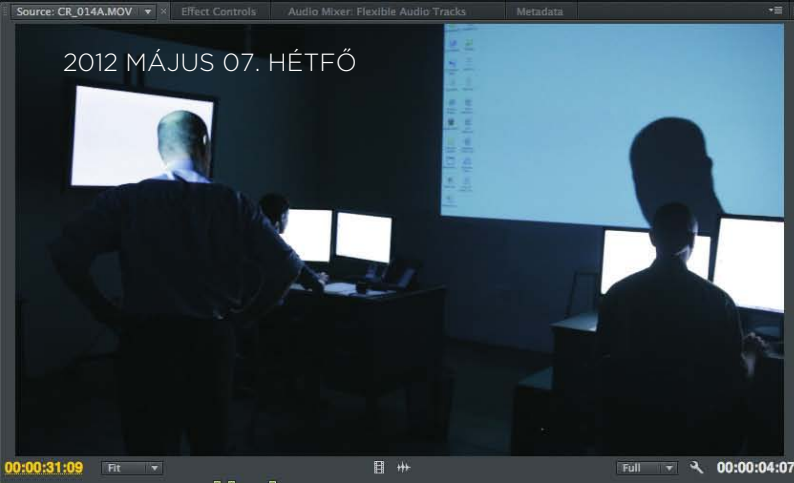 Source: CR_014A.MOV Effect Controls Audio Mixer: Flexible Audio Tracks Metadata
2012 MÁJUS 07. HÉTFŐ
00:00:31:09 Fit Full 00:00:04:07